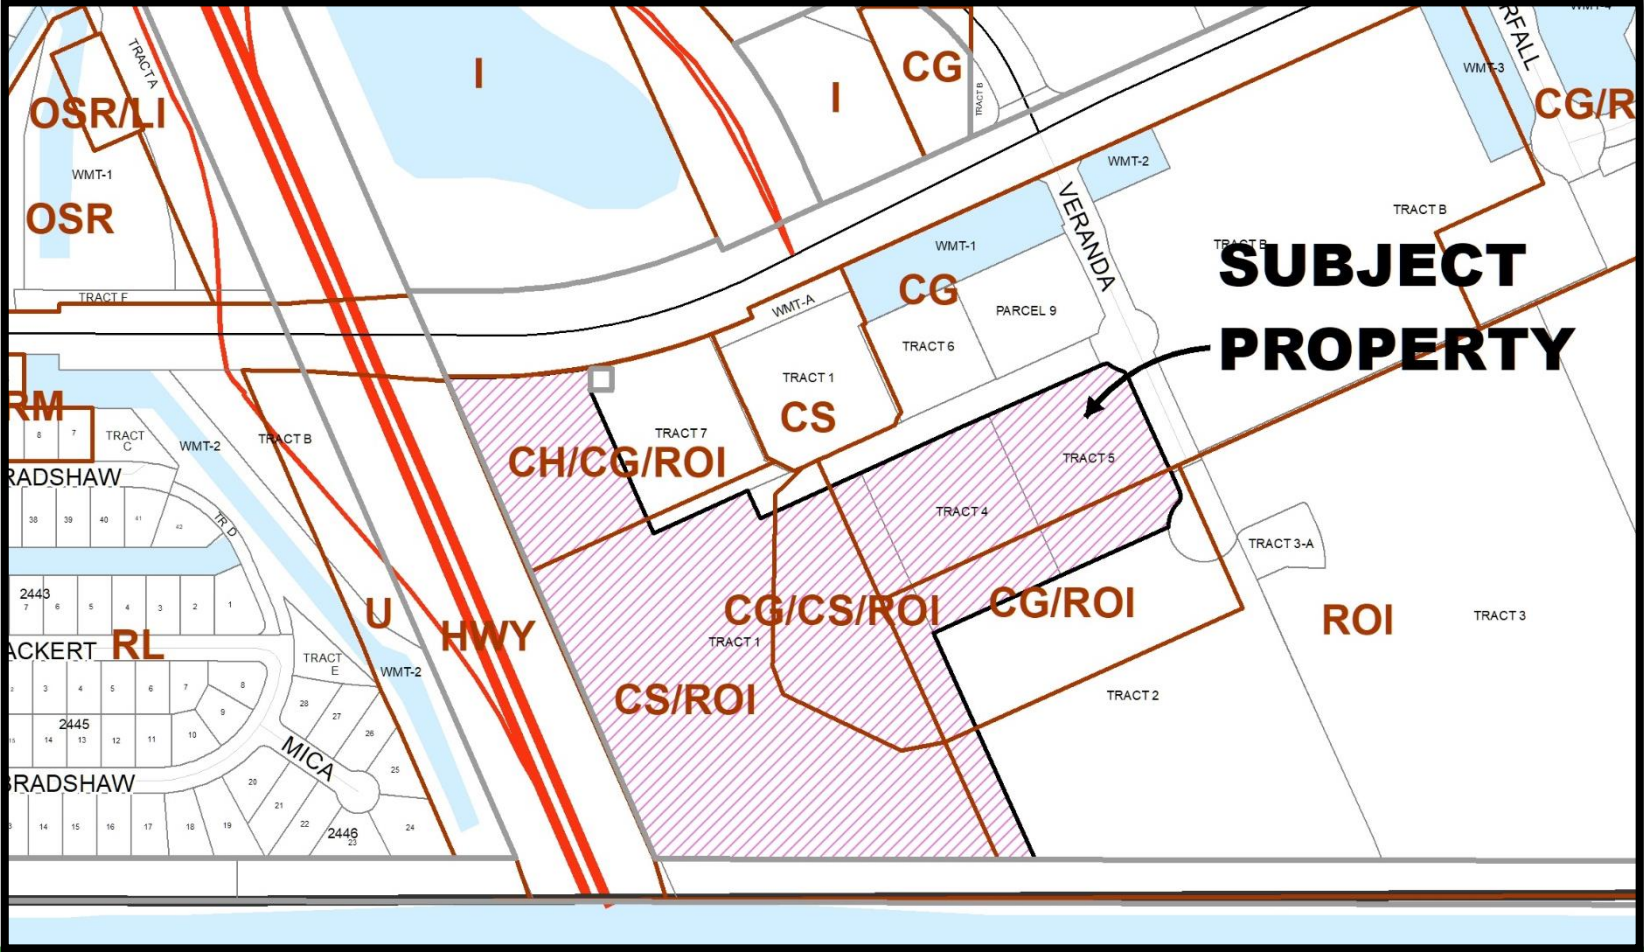 TRACT A
OSR/LI
WMT-1
OSR
TRACT F
I
I
CG
TRACT B
RFALL
WMT-4
WMT-3
CG/R
WMT-2
VERANDA
TRACT B
TRACT B
SUBJECT
PROPERTY
WMT-1
CG
WMT-A
PARCEL 9
TRACT 6
TRACT 1
CS
TRACT 7
CH/CG/ROI
TRACT 5
TRACT 4
RM
8
7
TRACT
C
WMT-2
TRACT B
RADSHAW
38
39
40
41
42
TR D
2443
7
6
5
4
3
2
1
U
HWY
ACKERT
RL
TRACT
E
WMT-2
3
4
5
6
7
8
9
2445
14
13
12
11
10
MICA
28
27
26
25
24
BRADSHAW
14
15
16
17
18
19
20
21
22
2446
23
CG/CS/ROI
TRACT 1
CS/ROI
CG/ROI
TRACT 2
TRACT 3-A
ROI
TRACT 3